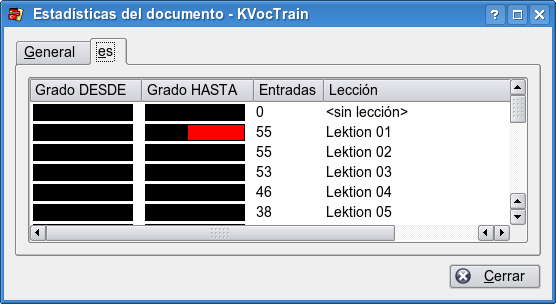 Estadísticas del documento - KVocTrain
General es
Grado DESDE Grado HASTA Entradas Lección
0 <sin lección>
55 Lektion 01
55 Lektion 02
53 Lektion 03
46 Lektion 04
38 Lektion 05
Cerrar